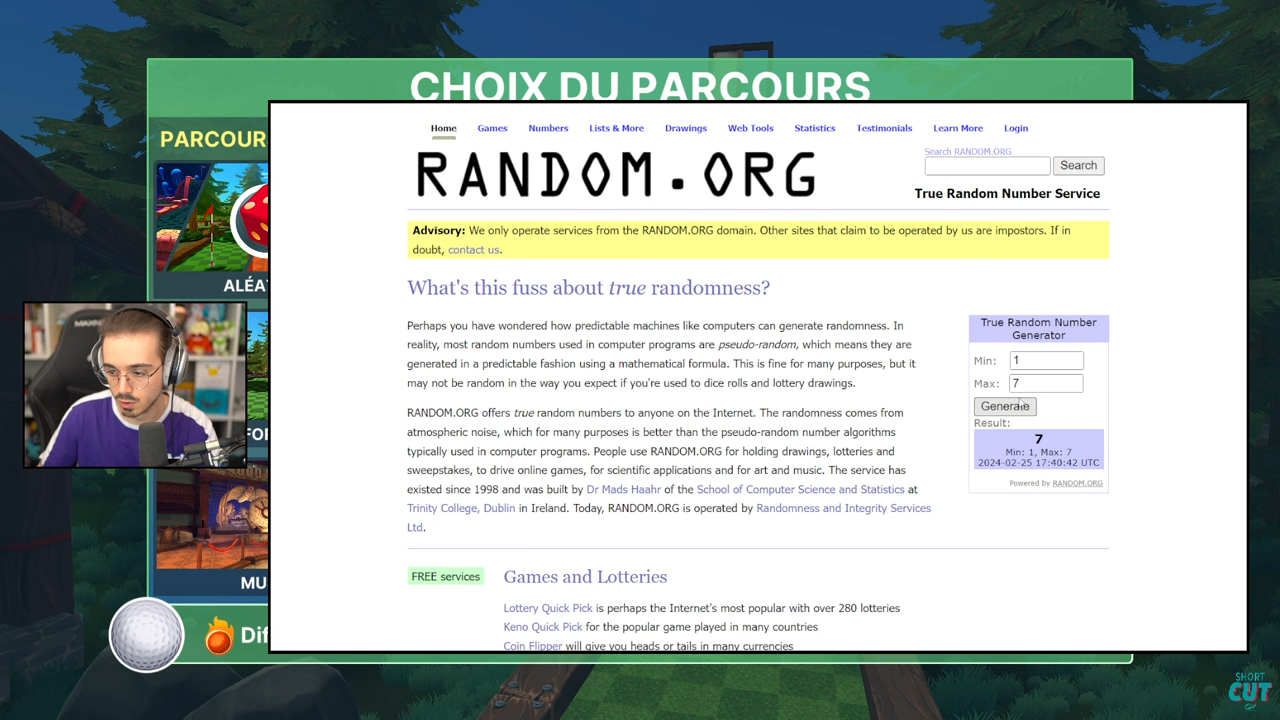 CHOIX DU PARCOURS
PARCOUR
ALÉA
FOR
MU
Dif
Home Games Numbers Lists & More Drawings Web Tools Statistics Testimonials Learn More Login
RANDOM.ORG
Search RANDOM.ORG
Search
True Random Number Service
Advisory: We only operate services from the RANDOM.ORG domain. Other sites that claim to be operated by us are impostors. If in
doubt, contact us.
What's this fuss about true randomness?
Perhaps you have wondered how predictable machines like computers can generate randomness. In
reality, most random numbers used in computer programs are pseudo-random, which means they are
generated in a predictable fashion using a mathematical formula. This is fine for many purposes, but it
may not be random in the way you expect if you're used to dice rolls and lottery drawings.
RANDOM.ORG offers true random numbers to anyone on the Internet. The randomness comes from
atmospheric noise, which for many purposes is better than the pseudo-random number algorithms
typically used in computer programs. People use RANDOM.ORG for holding drawings, lotteries and
sweepstakes, to drive online games, for scientific applications and for art and music. The service has
existed since 1998 and was built by Dr Mads Haahr of the School of Computer Science and Statistics at
Trinity College, Dublin in Ireland. Today, RANDOM.ORG is operated by Randomness and Integrity Services
Ltd.
True Random Number
Generator
Min: 1
Max: 7
Generate
Result:
7
Min: 1, Max: 7
2024-02-25 17:40:42 UTC
Powered by RANDOM.ORG
FREE services
Games and Lotteries
Lottery Quick Pick is perhaps the Internet's most popular with over 280 lotteries
Keno Quick Pick for the popular game played in many countries
Coin Flipper will give you heads or tails in many currencies
SHORT
CUT